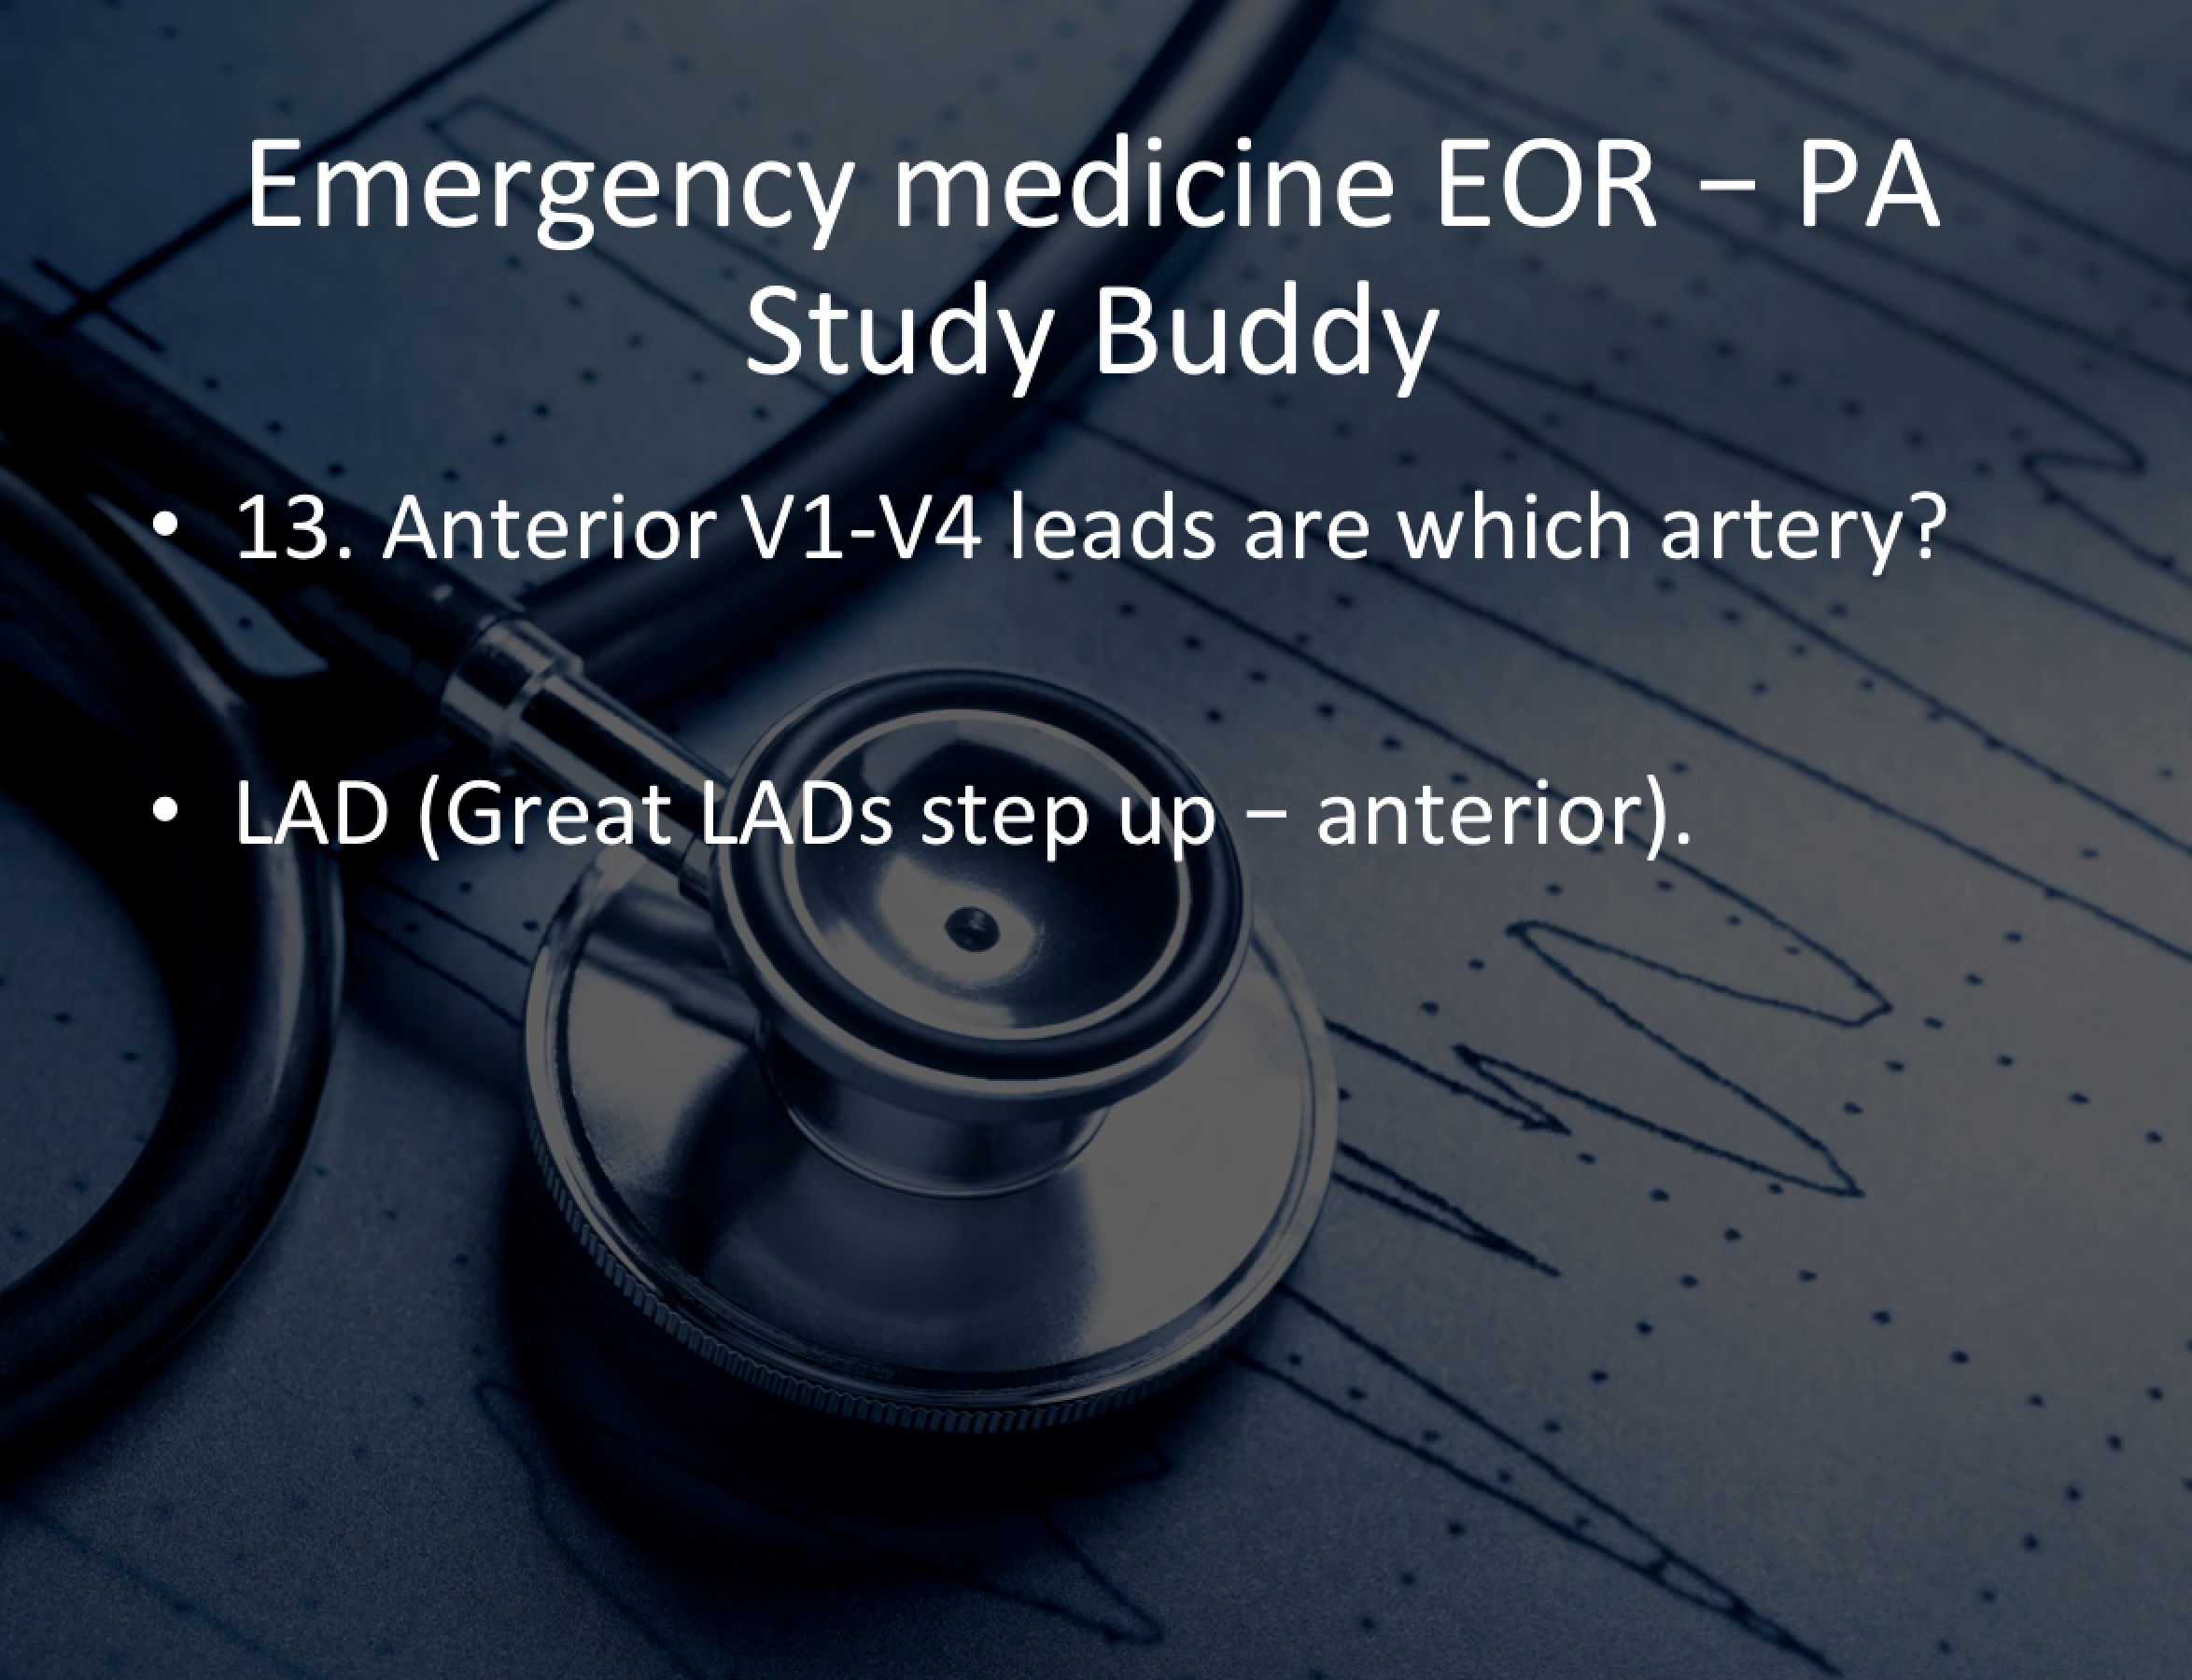 Emergency medicine EOR – PA
Study Buddy
• 13. Anterior V1-V4 leads are which artery?
• LAD (Great LADs step up – anterior).